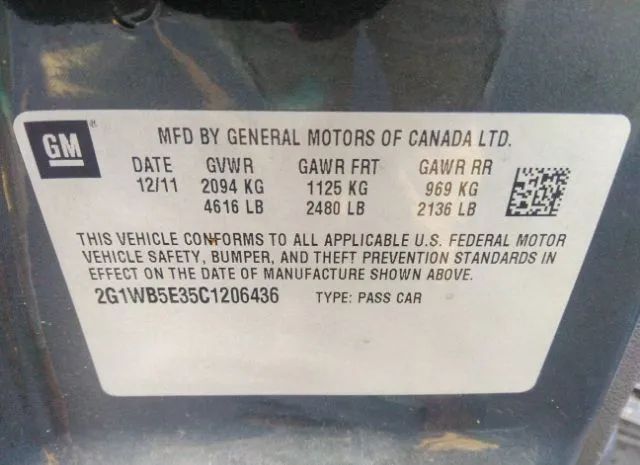 GM
MFD BY GENERAL MOTORS OF CANADA LTD.
DATE GVWR GAWR FRT GAWR RR
12/11 2094 KG 1125 KG 969 KG
4616 LB 2480 LB 2136 LB
THIS VEHICLE CONFORMS TO ALL APPLICABLE U.S. FEDERAL MOTOR
VEHICLE SAFETY, BUMPER, AND THEFT PREVENTION STANDARDS IN
EFFECT ON THE DATE OF MANUFACTURE SHOWN ABOVE.
2G1WB5E35C1206436 TYPE: PASS CAR